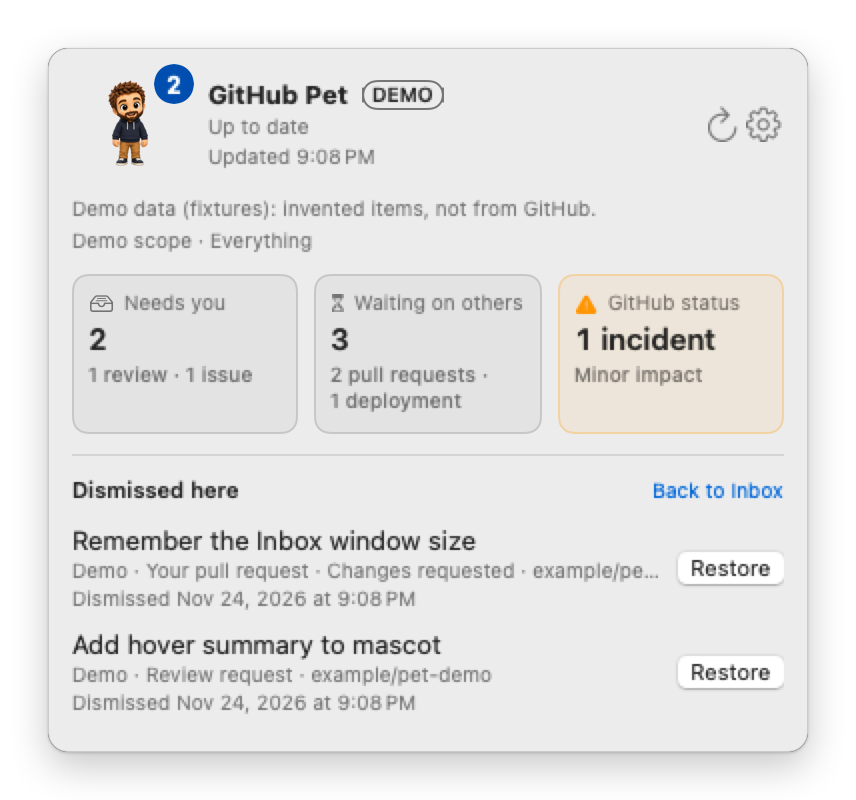 2
GitHub Pet DEMO
Up to date
Updated 9:08 PM
Demo data (fixtures): invented items, not from GitHub.
Demo scope · Everything
Needs you
2
1 review · 1 issue
Waiting on others
3
2 pull requests ·
1 deployment
GitHub status
1 incident
Minor impact
Dismissed here
Back to Inbox
Remember the Inbox window size
Demo · Your pull request · Changes requested · example/pe...
Dismissed Nov 24, 2026 at 9:08 PM
Restore
Add hover summary to mascot
Demo · Review request · example/pet-demo
Dismissed Nov 24, 2026 at 9:08 PM
Restore